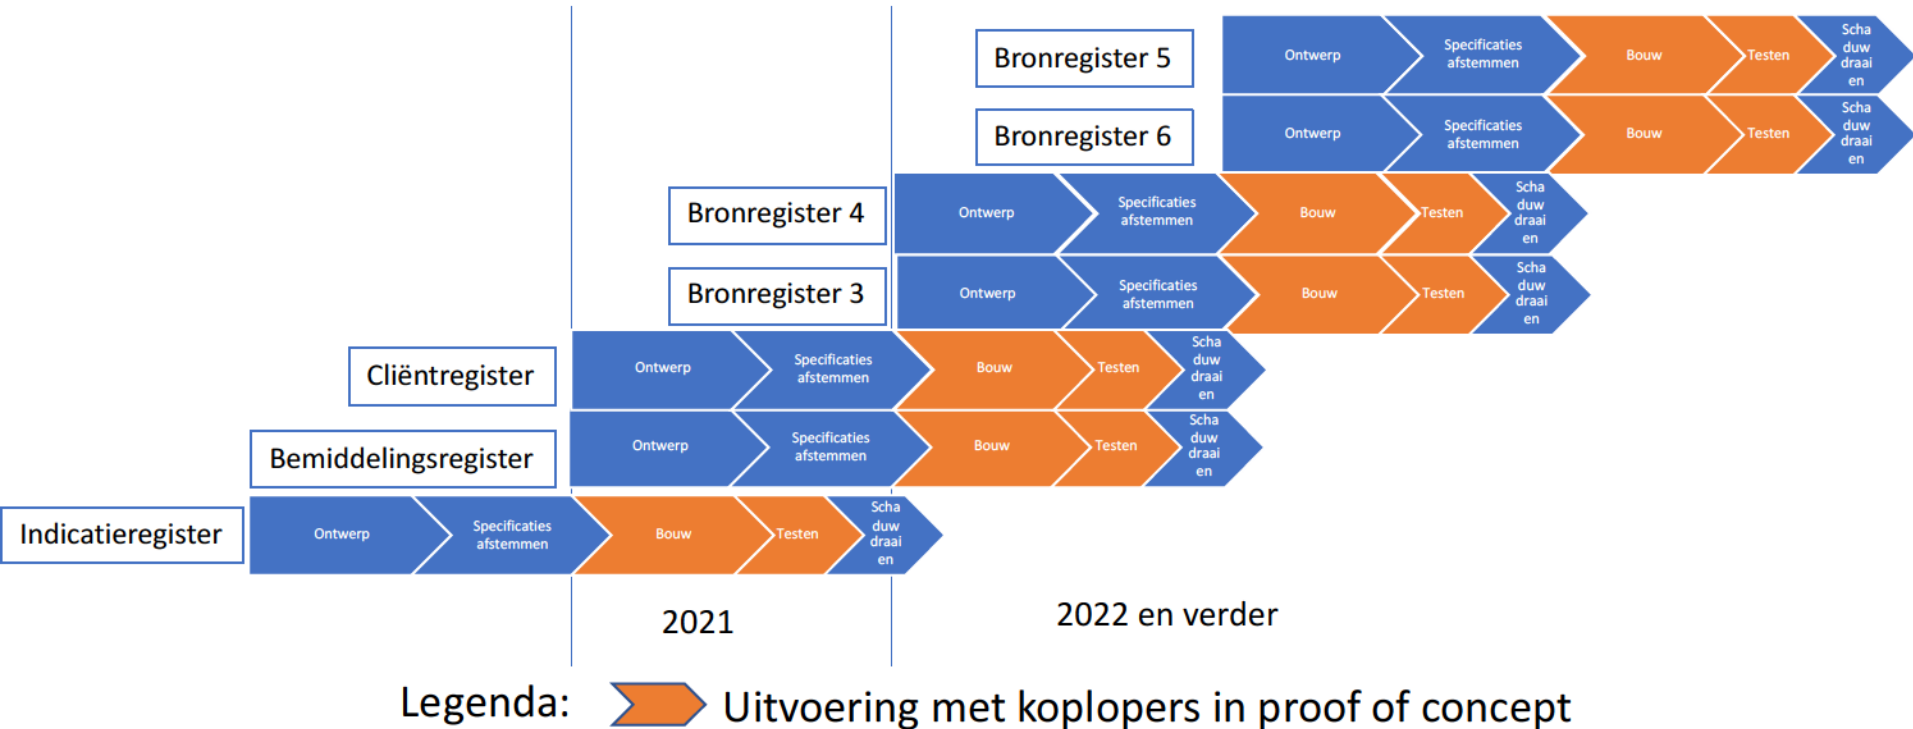 Bronregister 5
Ontwerp
Specificaties
afstemmen
Bouw
Testen
Scha
duw
draai
en
Bronregister 6
Ontwerp
Specificaties
afstemmen
Bouw
Testen
Scha
duw
draai
en
Bronregister 4
Ontwerp
Specificaties
afstemmen
Bouw
Testen
Scha
duw
draai
en
Bronregister 3
Ontwerp
Specificaties
afstemmen
Bouw
Testen
Scha
duw
draai
en
Cliëntregister
Ontwerp
Specificaties
afstemmen
Bouw
Testen
Scha
duw
draai
en
Bemiddelingsregister
Ontwerp
Specificaties
afstemmen
Bouw
Testen
Scha
duw
draai
en
Indicatieregister
Ontwerp
Specificaties
afstemmen
Bouw
Testen
Scha
duw
draai
en
2021
2022 en verder
Legenda:
Uitvoering met koplopers in proof of concept